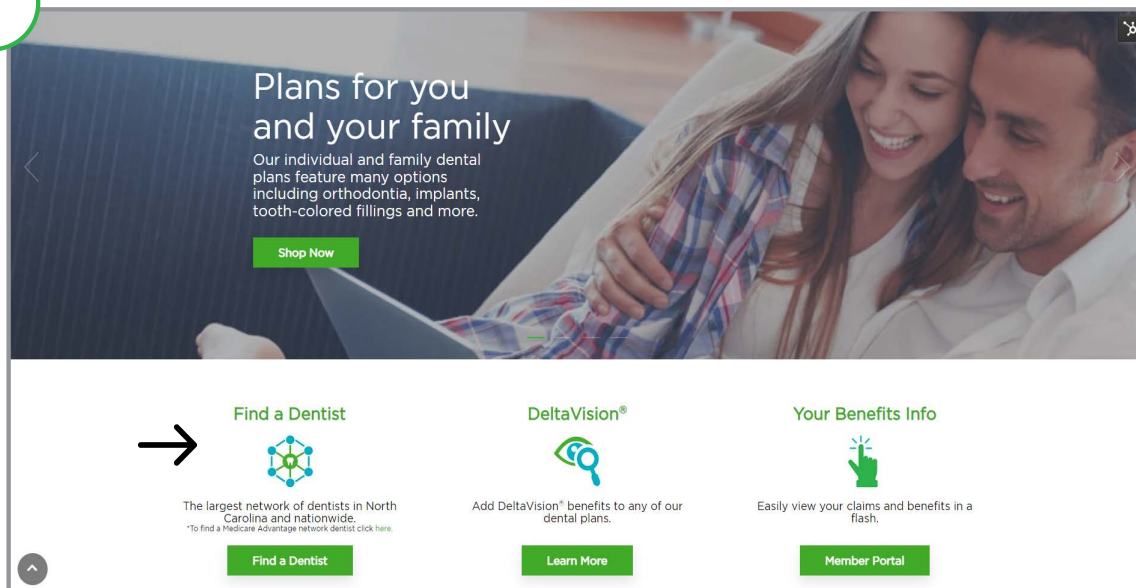 Plans for you
and your family
Our individual and family dental
plans feature many options
including orthodontia, implants,
tooth-colored fillings and more.
Shop Now
Find a Dentist
The largest network of dentists in North
Carolina and nationwide.
*To find a Medicare Advantage network dentist click here.
Find a Dentist
DeltaVision®
Add DeltaVision® benefits to any of our
dental plans.
Learn More
Your Benefits Info
Easily view your claims and benefits in a
flash.
Member Portal